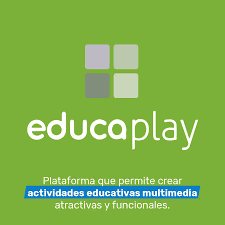 educaplay
Plataforma que permite crear
actividades educativas multimedia
atractivas y funcionales.